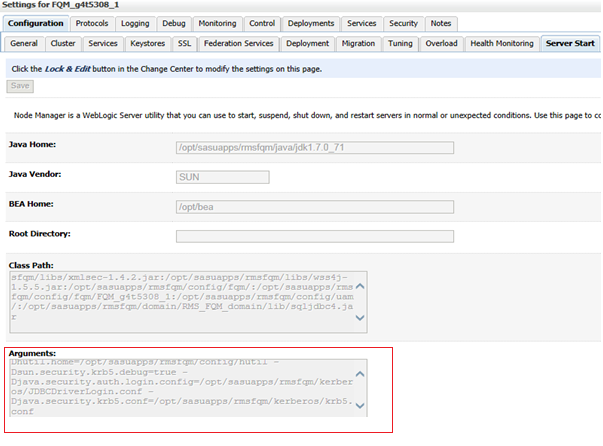 Settings for FQM_g4t5308_1
Configuration Protocols Logging Debug Monitoring Control Deployments Services Security Notes
General Cluster Services Keystores SSL Federation Services Deployment Migration Tuning Overload Health Monitoring Server Start
Click the Lock & Edit button in the Change Center to modify the settings on this page.
Save
Node Manager is a WebLogic Server utility that you can use to start, suspend, shut down, and restart servers in normal or unexpected conditions. Use this page to co
Java Home: /opt/sasuapps/rmsfqm/java/jdk1.7.0_71
Java Vendor: SUN
BEA Home: /opt/bea
Root Directory:
Class Path:
sfqm/libs/xmlsec-1.4.2.jar:/opt/sasuapps/rmsfqm/libs/wss4j-
1.5.5.jar:/opt/sasuapps/rmsfqm/config/fqm/:/opt/sasuapps/rms
fqm/config/fqm/FQM_g4t5308_1:/opt/sasuapps/rmsfqm/config/uam
/:/opt/sasuapps/rmsfqm/domain/RMS_FQM_domain/lib/sqljdbc4.ja
r
Arguments:
Dhutil.home=/opt/sasuapps/rmsfqm/config/hutil -
Dsun.security.krb5.debug=true -
Djava.security.auth.login.config=/opt/sasuapps/rmsfqm/kerber
os/JDBCDriverLogin.conf -
Djava.security.krb5.conf=/opt/sasuapps/rmsfqm/kerberos/krb5.
conf